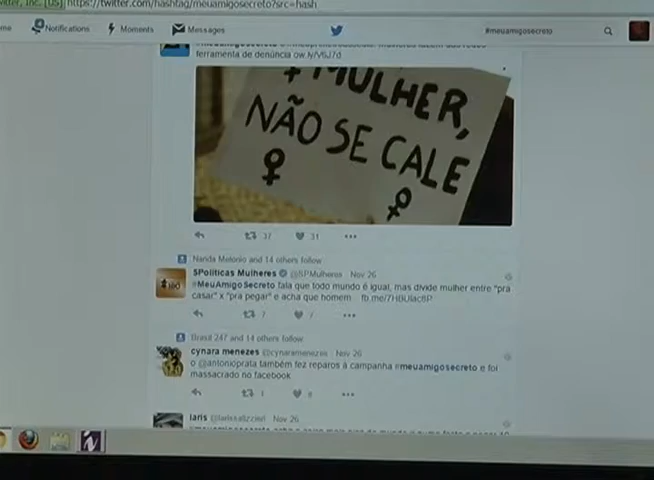 https://twitter.com/hashtag/meuamigosecreto?src=hash
Notifications Moments Messages #meuamigosecreto
ferramenta de denúncia
MULHER,
NÃO SE CALE
37 31
Nanda Melonio and 14 others follow
SPolíticas Mulheres @SPMulheres Nov 26
#MeuAmigoSecreto fala que todo mundo é igual, mas divide mulher entre "pra
casar" x "pra pegar" e acha que homem
7 7
Brasil 247 and 14 others follow
cynara menezes @cynaramenezes Nov 26
o @antonioprata também fez reparos à campanha #meuamigosecreto e foi
massacrado no facebook
laris Nov 26